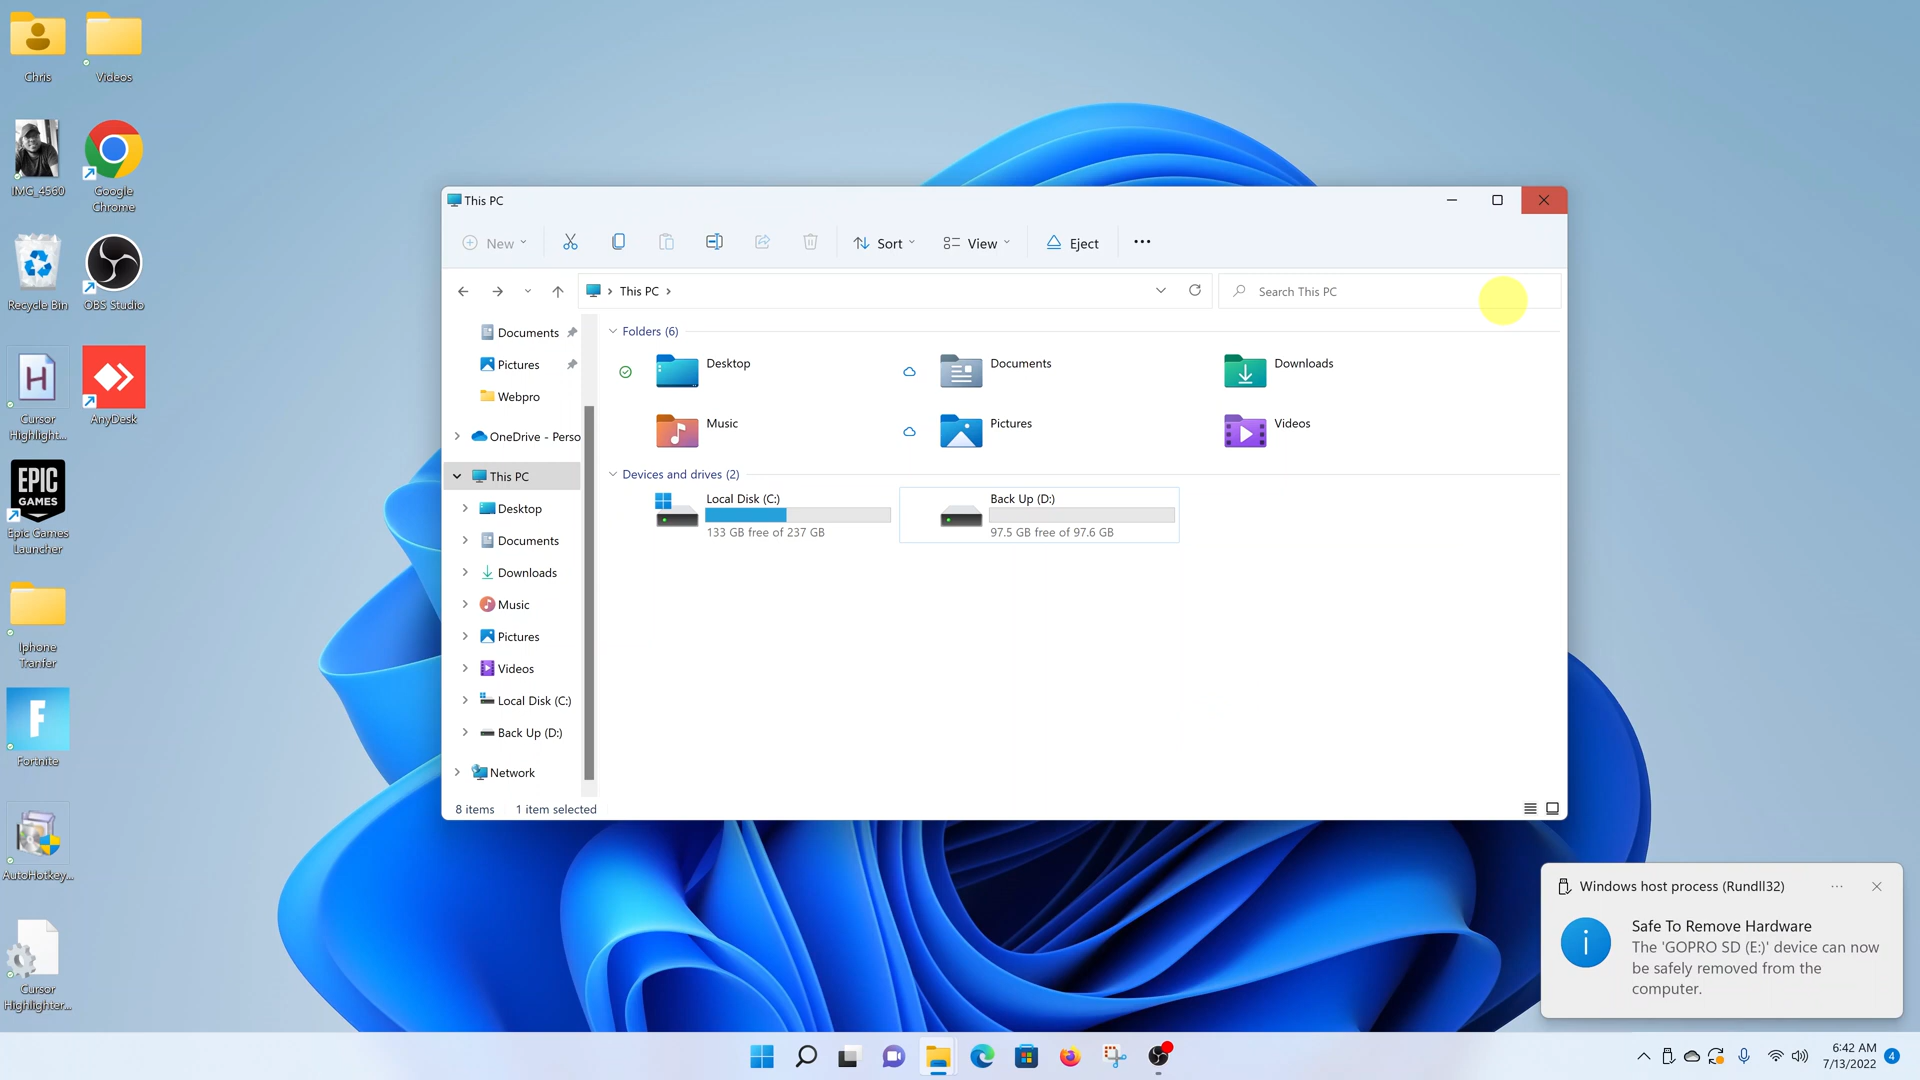 Chris
Videos
IMG_4560
Google
Chrome
Recycle Bin
OBS Studio
Cursor
Highlight...
AnyDesk
EPIC
GAMES
Epic Games
Launcher
Iphone
Tranfer
Fortnite
AutoHotkey...
Cursor
Highlighter...
This PC
New
Sort
View
Eject
This PC
Search This PC
Documents
Pictures
Webpro
OneDrive - Perso
This PC
Desktop
Documents
Downloads
Music
Pictures
Videos
Local Disk (C:)
Back Up (D:)
Network
Folders (6)
Desktop
Documents
Downloads
Music
Pictures
Videos
Devices and drives (2)
Local Disk (C:)
133 GB free of 237 GB
Back Up (D:)
97.5 GB free of 97.6 GB
8 items
1 item selected
Windows host process (Rundll32)
Safe To Remove Hardware
The 'GOPRO SD (E:)' device can now
be safely removed from the
computer.
6:42 AM
7/13/2022
4